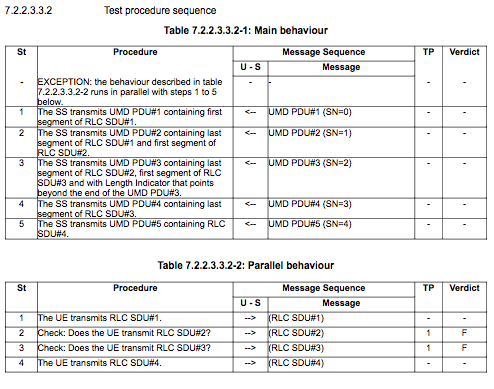 7.2.2.3.3.2 Test procedure sequence
Table 7.2.2.3.3.2-1: Main behaviour
St Procedure Message Sequence TP Verdict
U - S Message
- EXCEPTION: the behaviour described in table - - - -
7.2.2.3.3.2-2 runs in parallel with steps 1 to 5
below.
1 The SS transmits UMD PDU#1 containing first <-- UMD PDU#1 (SN=0) - -
segment of RLC SDU#1.
2 The SS transmits UMD PDU#2 containing last <-- UMD PDU#2 (SN=1) - -
segment of RLC SDU#1 and first segment of
RLC SDU#2.
3 The SS transmits UMD PDU#3 containing last <-- UMD PDU#3 (SN=2) - -
segment of RLC SDU#2, first segment of RLC
SDU#3 and with Length Indicator that points
beyond the end of the UMD PDU#3.
4 The SS transmits UMD PDU#4 containing last <-- UMD PDU#4 (SN=3) - -
segment of RLC SDU#3.
5 The SS transmits UMD PDU#5 containing RLC <-- UMD PDU#5 (SN=4) - -
SDU#4.
Table 7.2.2.3.3.2-2: Parallel behaviour
St Procedure Message Sequence TP Verdict
U - S Message
1 The UE transmits RLC SDU#1. --> (RLC SDU#1) - -
2 Check: Does the UE transmit RLC SDU#2? --> (RLC SDU#2) 1 F
3 Check: Does the UE transmit RLC SDU#3? --> (RLC SDU#3) 1 F
4 The UE transmits RLC SDU#4. --> (RLC SDU#4) - -